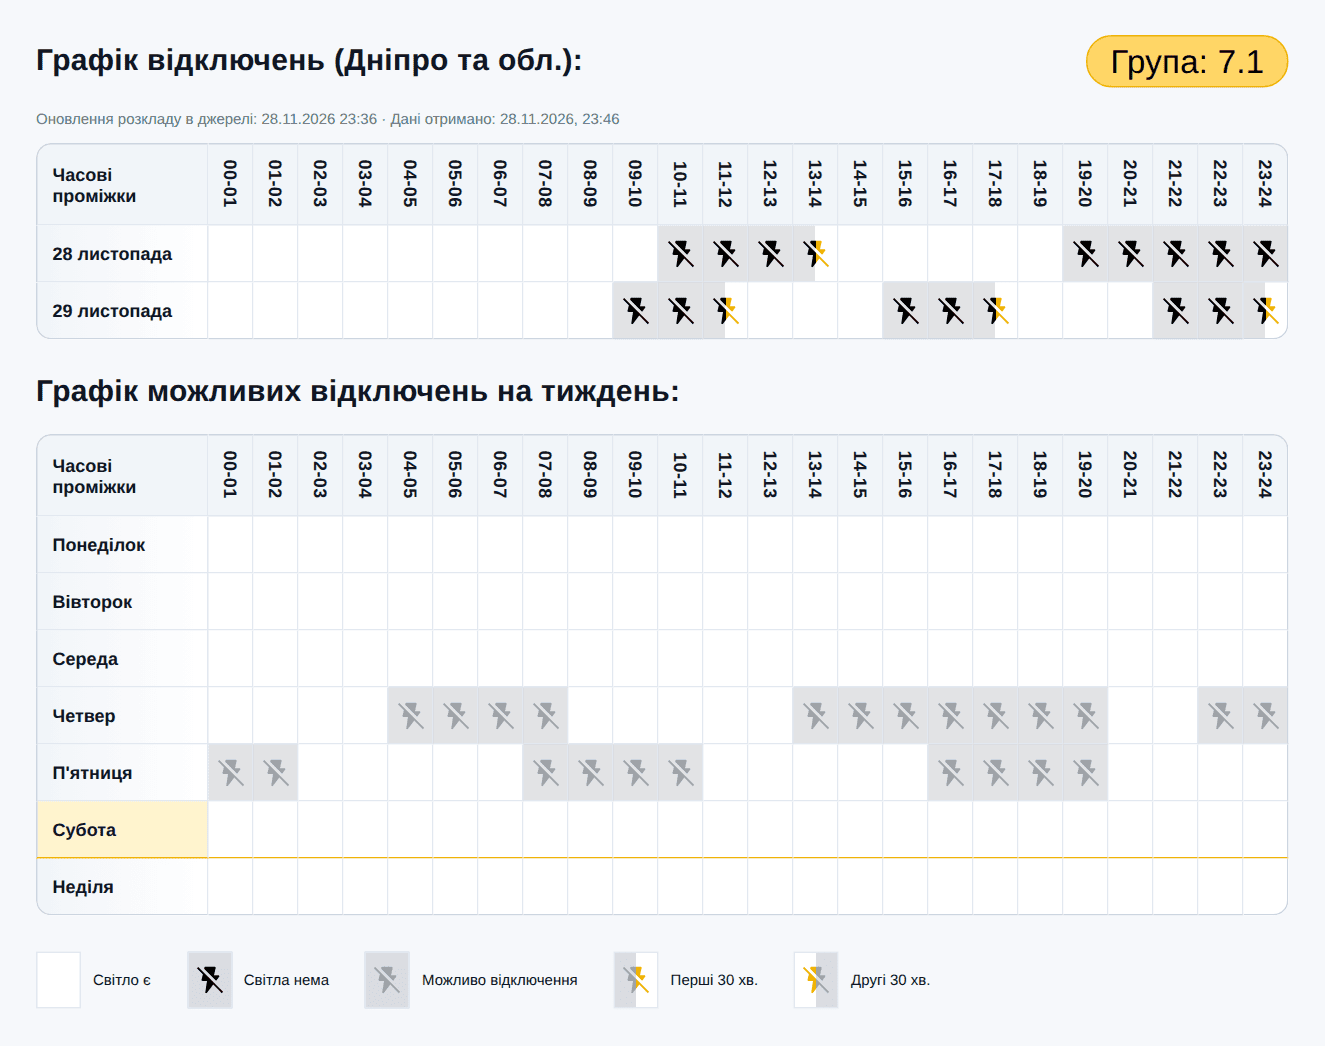 Графік відключень (Дніпро та обл.):
Група: 7.1
Оновлення розкладу в джерелі: 28.11.2026 23:36 · Дані отримано: 28.11.2026, 23:46
Часові проміжки 00-01 01-02 02-03 03-04 04-05 05-06 06-07 07-08 08-09 09-10 10-11 11-12 12-13 13-14 14-15 15-16 16-17 17-18 18-19 19-20 20-21 21-22 22-23 23-24
28 листопада
29 листопада
Графік можливих відключень на тиждень:
Часові проміжки 00-01 01-02 02-03 03-04 04-05 05-06 06-07 07-08 08-09 09-10 10-11 11-12 12-13 13-14 14-15 15-16 16-17 17-18 18-19 19-20 20-21 21-22 22-23 23-24
Понеділок
Вівторок
Середа
Четвер
П'ятниця
Субота
Неділя
Світло є Світла нема Можливо відключення Перші 30 хв. Другі 30 хв.